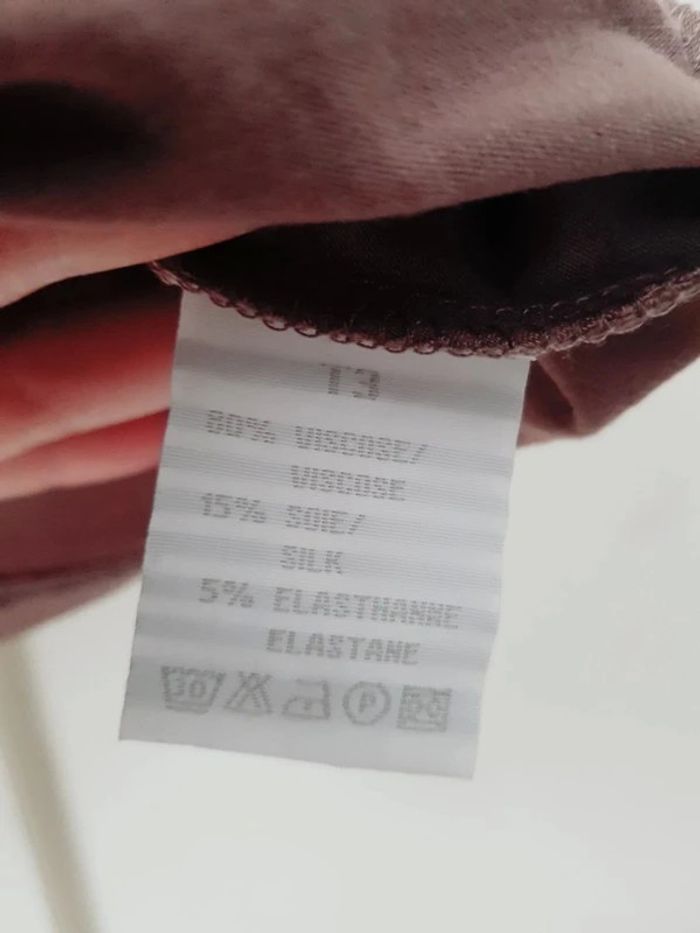 T3
80% VISCOSE/
VISCOSE
15% SOIE/
SILK
5% ELASTHANNE
ELASTANE
30
P